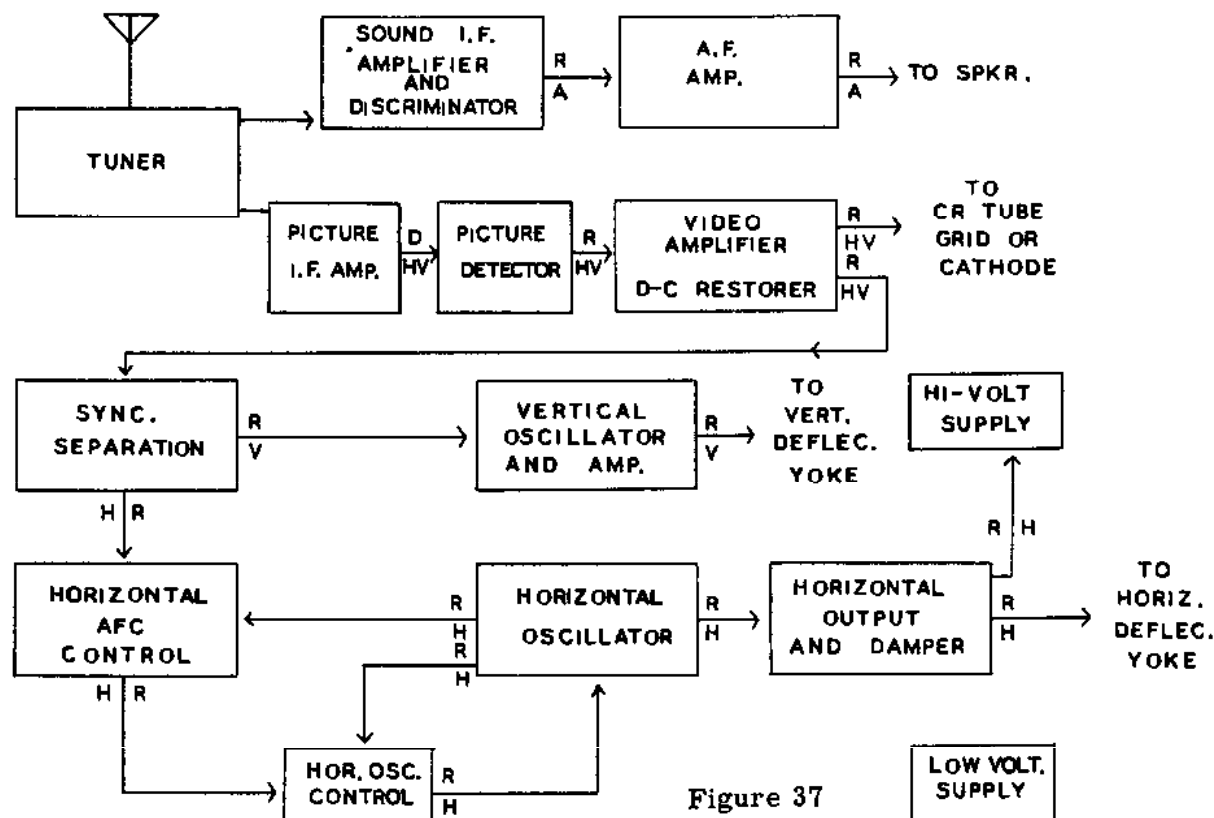 SOUND I.F.
AMPLIFIER
AND
DISCRIMINATOR
R
A
A.F.
AMP.
R
A
TO SPKR.
TUNER
PICTURE
I.F. AMP.
D
HV
PICTURE
DETECTOR
R
HV
VIDEO
AMPLIFIER
D-C RESTORER
R
HV
R
HV
TO
CR TUBE
GRID OR
CATHODE
SYNC.
SEPARATION
R
V
VERTICAL
OSCILLATOR
AND AMP.
R
V
TO
VERT.
DEFLEC.
YOKE
HI-VOLT
SUPPLY
H R
R H
HORIZONTAL
AFC
CONTROL
R
H
R
H
HORIZONTAL
OSCILLATOR
R
H
HORIZONTAL
OUTPUT
AND DAMPER
R
H
TO
HORIZ.
DEFLEC.
YOKE
H R
HOR. OSC.
CONTROL
R
H
Figure 37
LOW VOLT.
SUPPLY